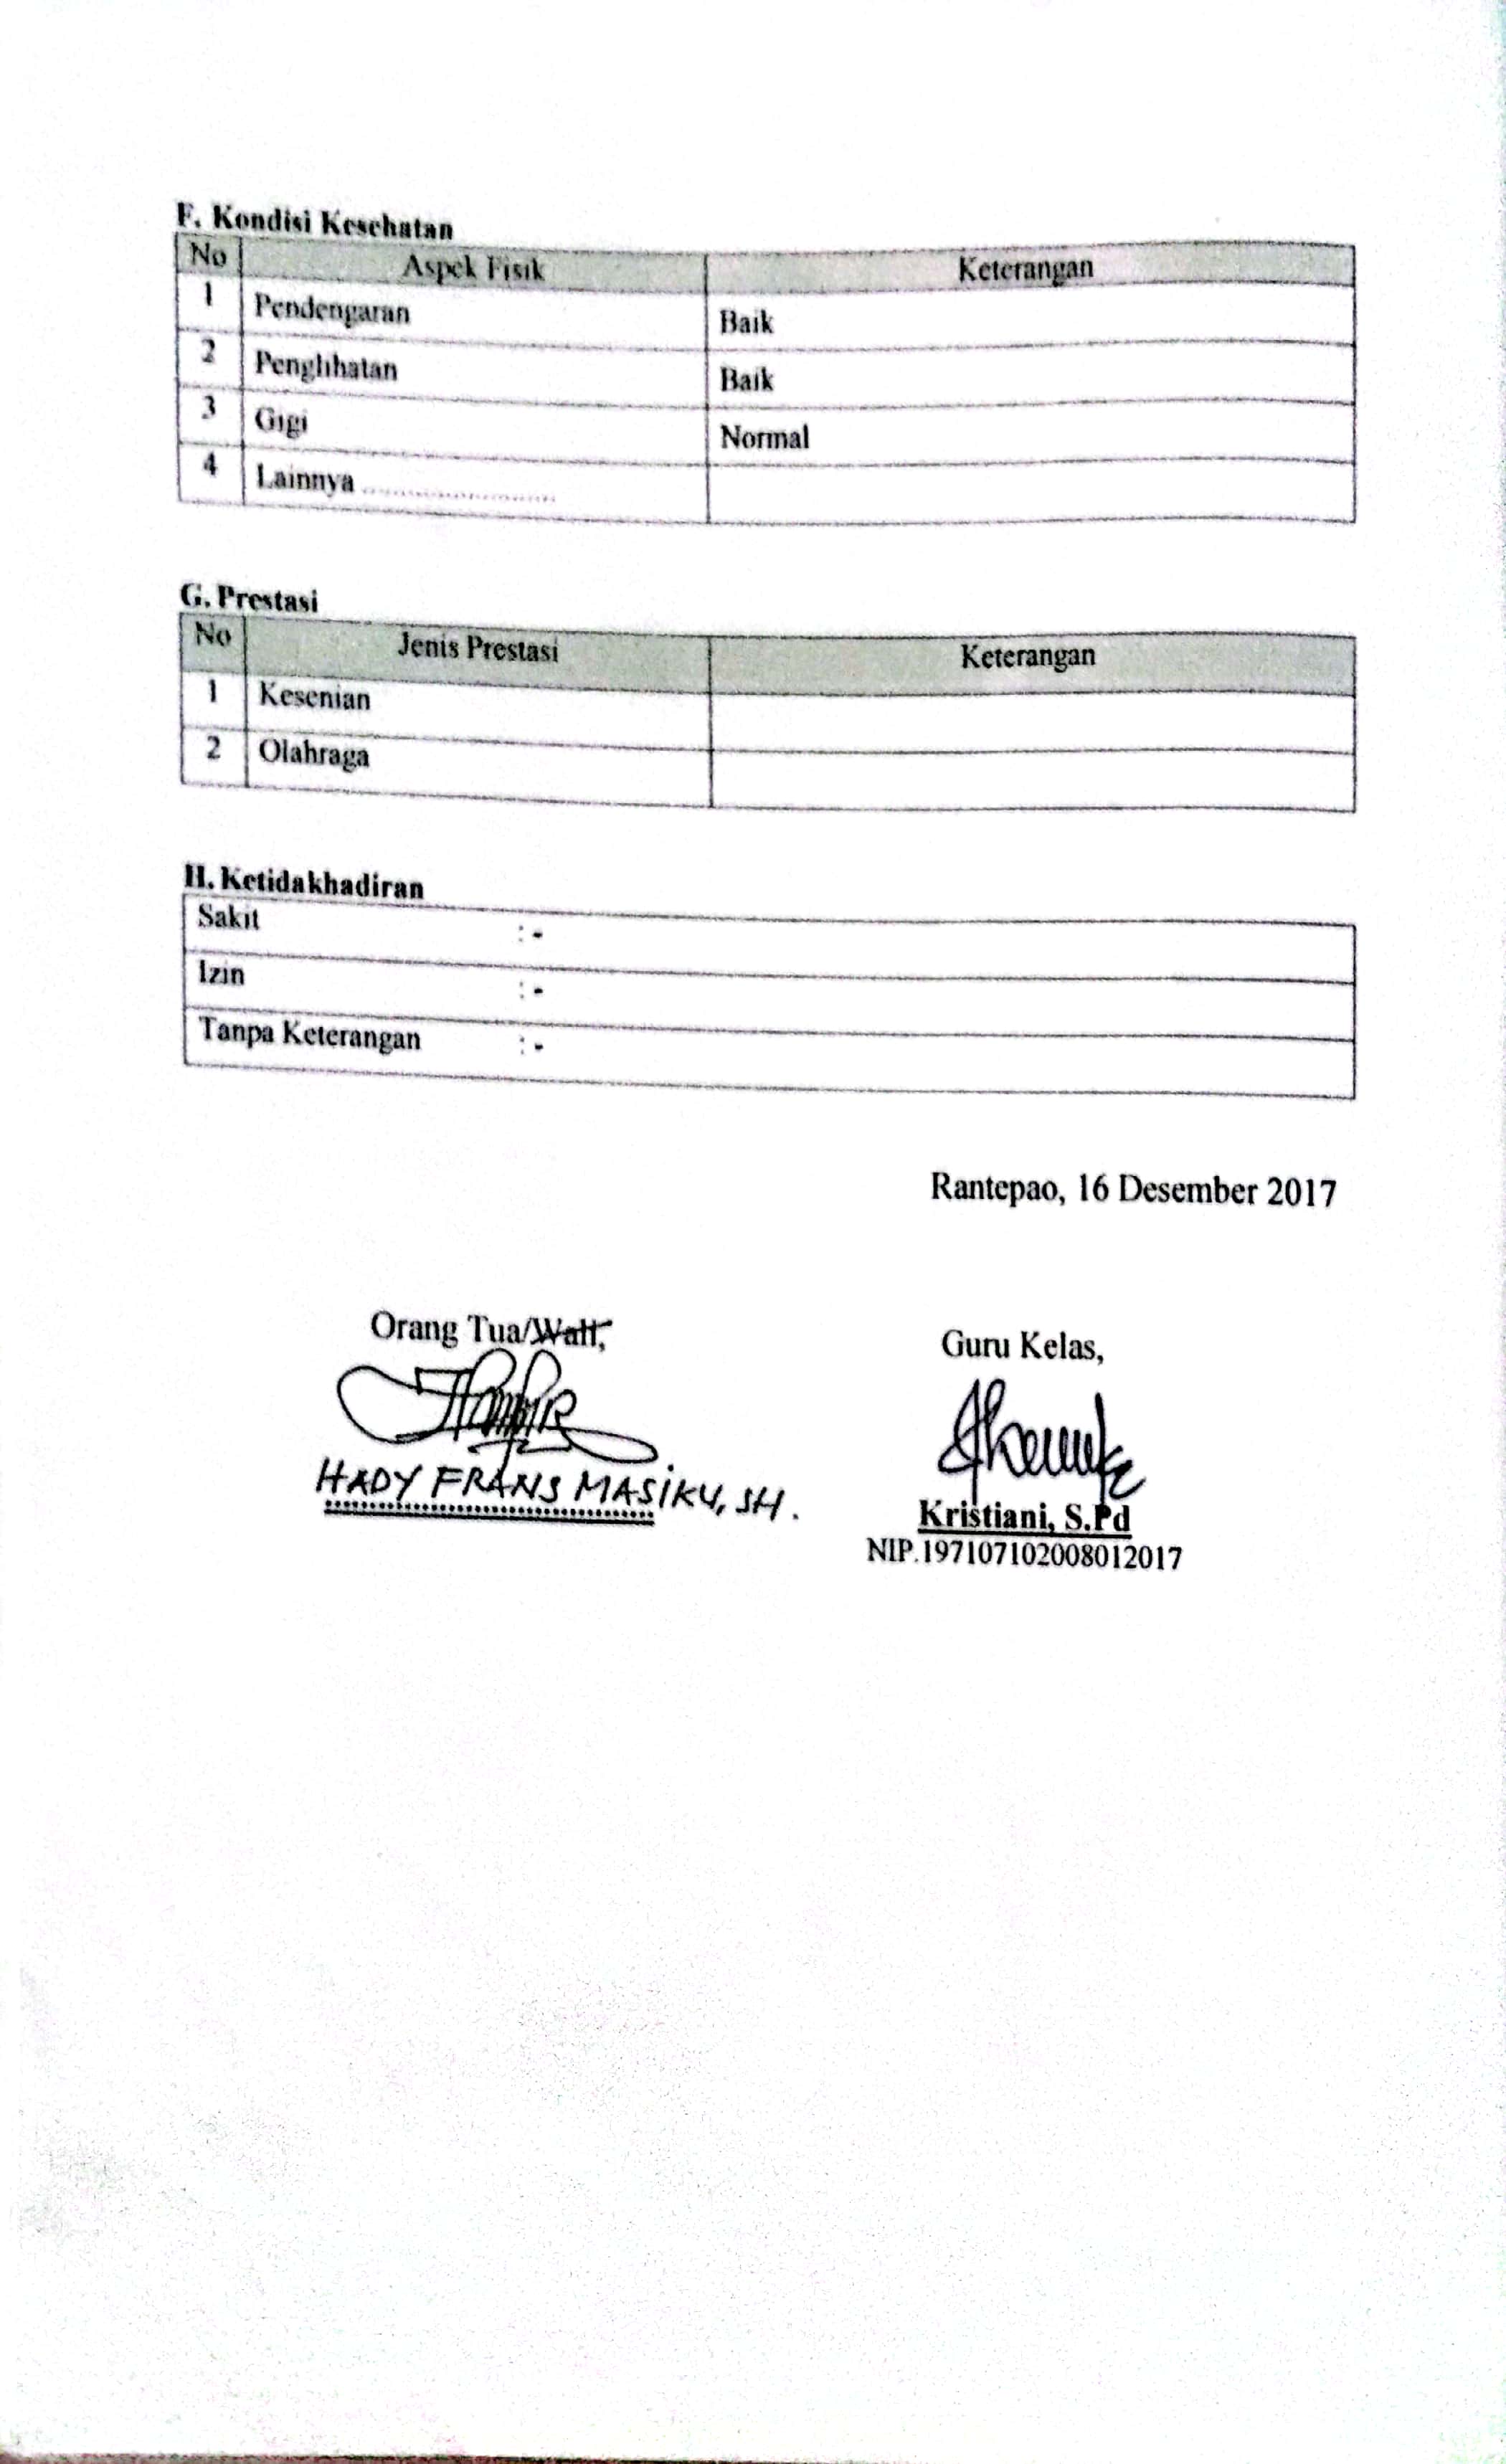 F. Kondisi Kesehatan
No Aspek Fisik Keterangan
1 Pendengaran Baik
2 Penglihatan Baik
3 Gigi Normal
4 Lainnya ........................
G. Prestasi
No Jenis Prestasi Keterangan
1 Kesenian
2 Olahraga
H. Ketidakhadiran
Sakit : -
Izin : -
Tanpa Keterangan : -
Rantepao, 16 Desember 2017
Orang Tua/Wali, Guru Kelas,
HADY FRANS MASIKU, SH. Kristiani, S.Pd
NIP.197107102008012017